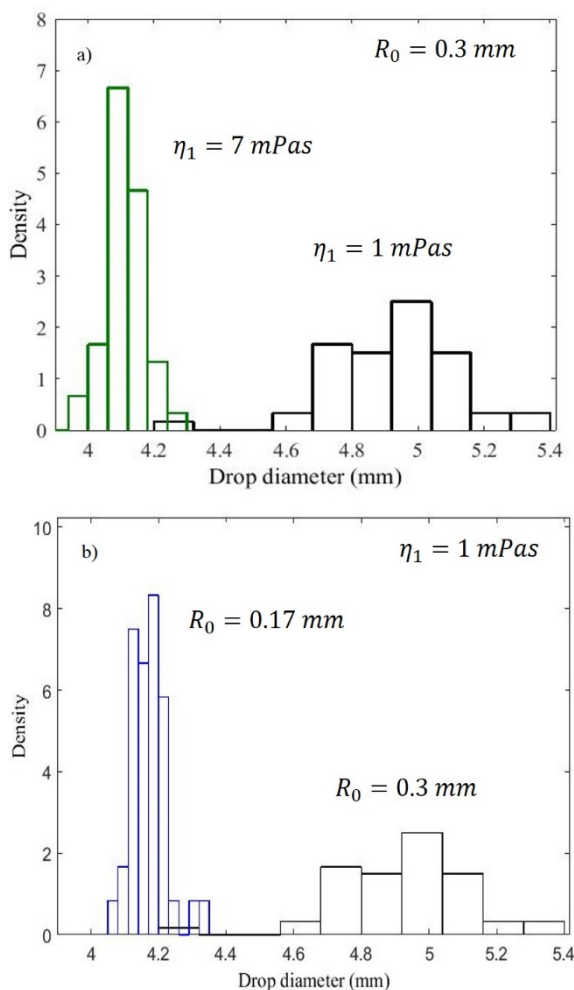 8
a)
R₀ = 0.3 mm
7
6
η₁ = 7 mPas
5
Density
4
η₁ = 1 mPas
3
2
1
0
4 4.2 4.4 4.6 4.8 5 5.2 5.4
Drop diameter (mm)
10
b)
η₁ = 1 mPas
8
R₀ = 0.17 mm
6
Density
4
R₀ = 0.3 mm
2
0
4 4.2 4.4 4.6 4.8 5 5.2 5.4
Drop diameter (mm)